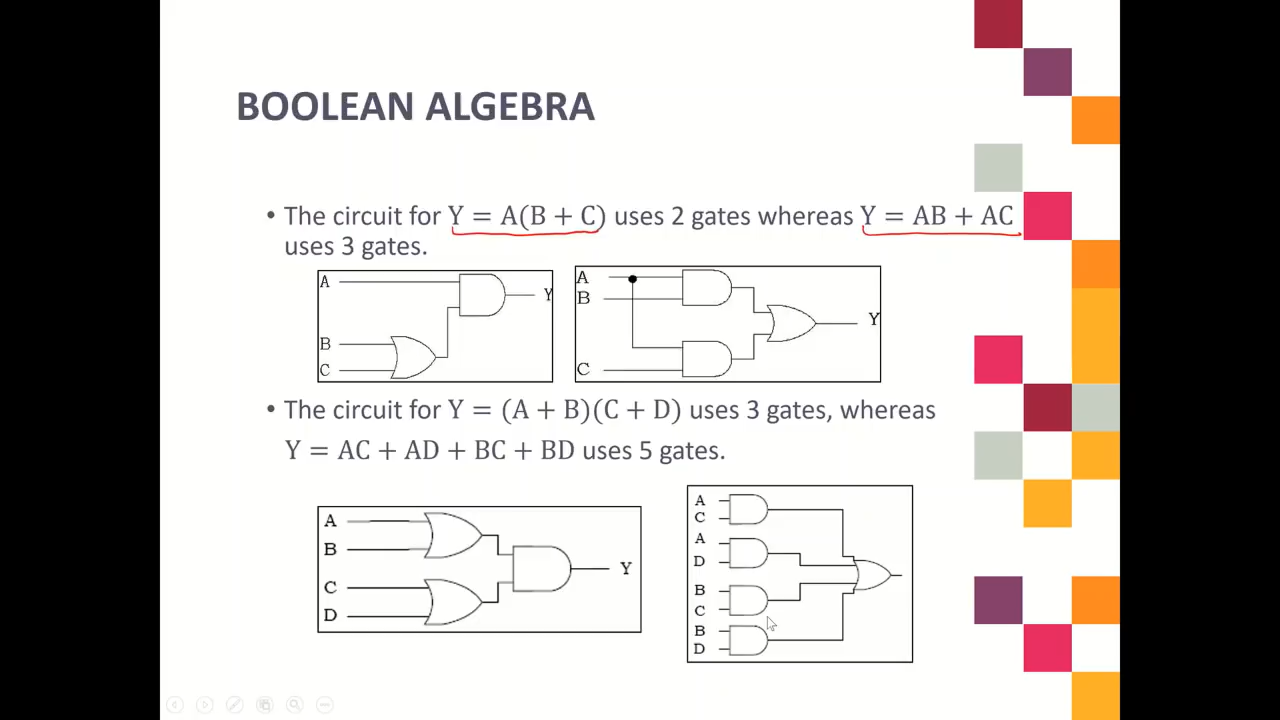 BOOLEAN ALGEBRA
• The circuit for Y = A(B + C) uses 2 gates whereas Y = AB + AC
uses 3 gates.
A
Y
B
C
A
B
Y
C
• The circuit for Y = (A + B)(C + D) uses 3 gates, whereas
Y = AC + AD + BC + BD uses 5 gates.
A
B
Y
C
D
A
C
A
D
B
C
B
D